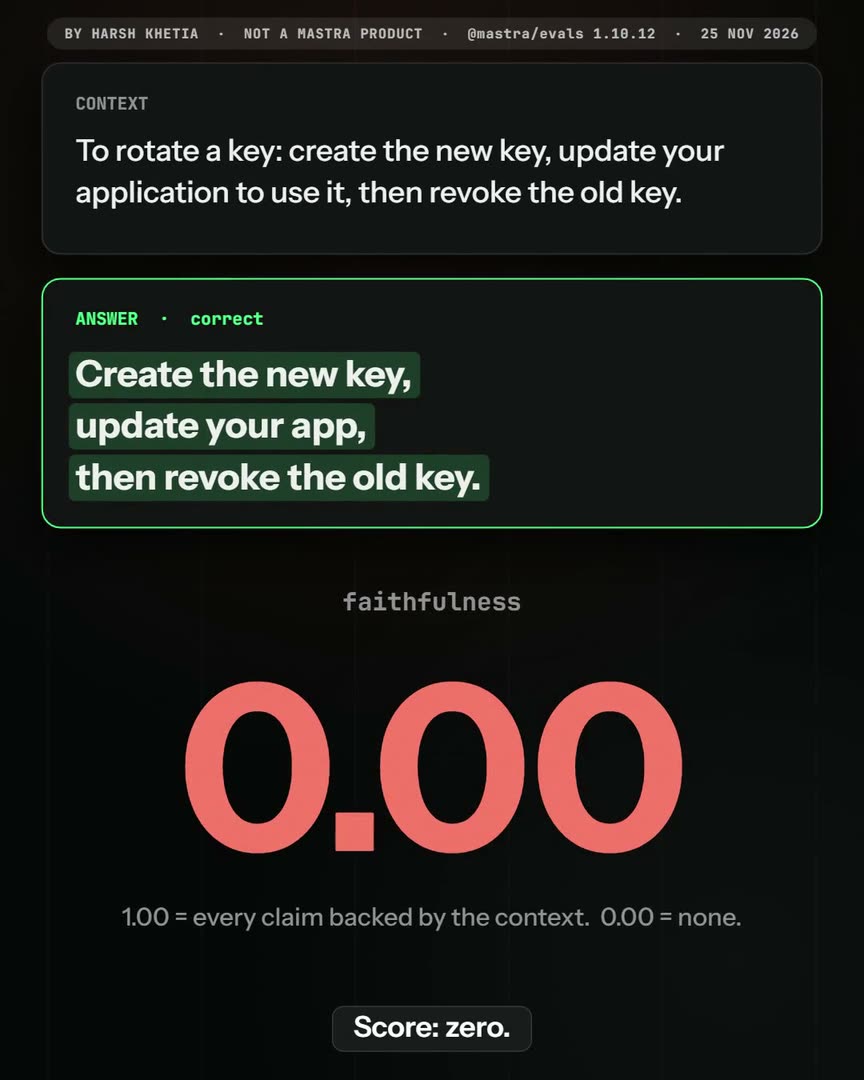 BY HARSH KHETIA · NOT A MASTRA PRODUCT · @mastra/evals 1.10.12 · 25 NOV 2026
CONTEXT
To rotate a key: create the new key, update your
application to use it, then revoke the old key.
ANSWER · correct
Create the new key,
update your app,
then revoke the old key.
faithfulness
0.00
1.00 = every claim backed by the context. 0.00 = none.
Score: zero.